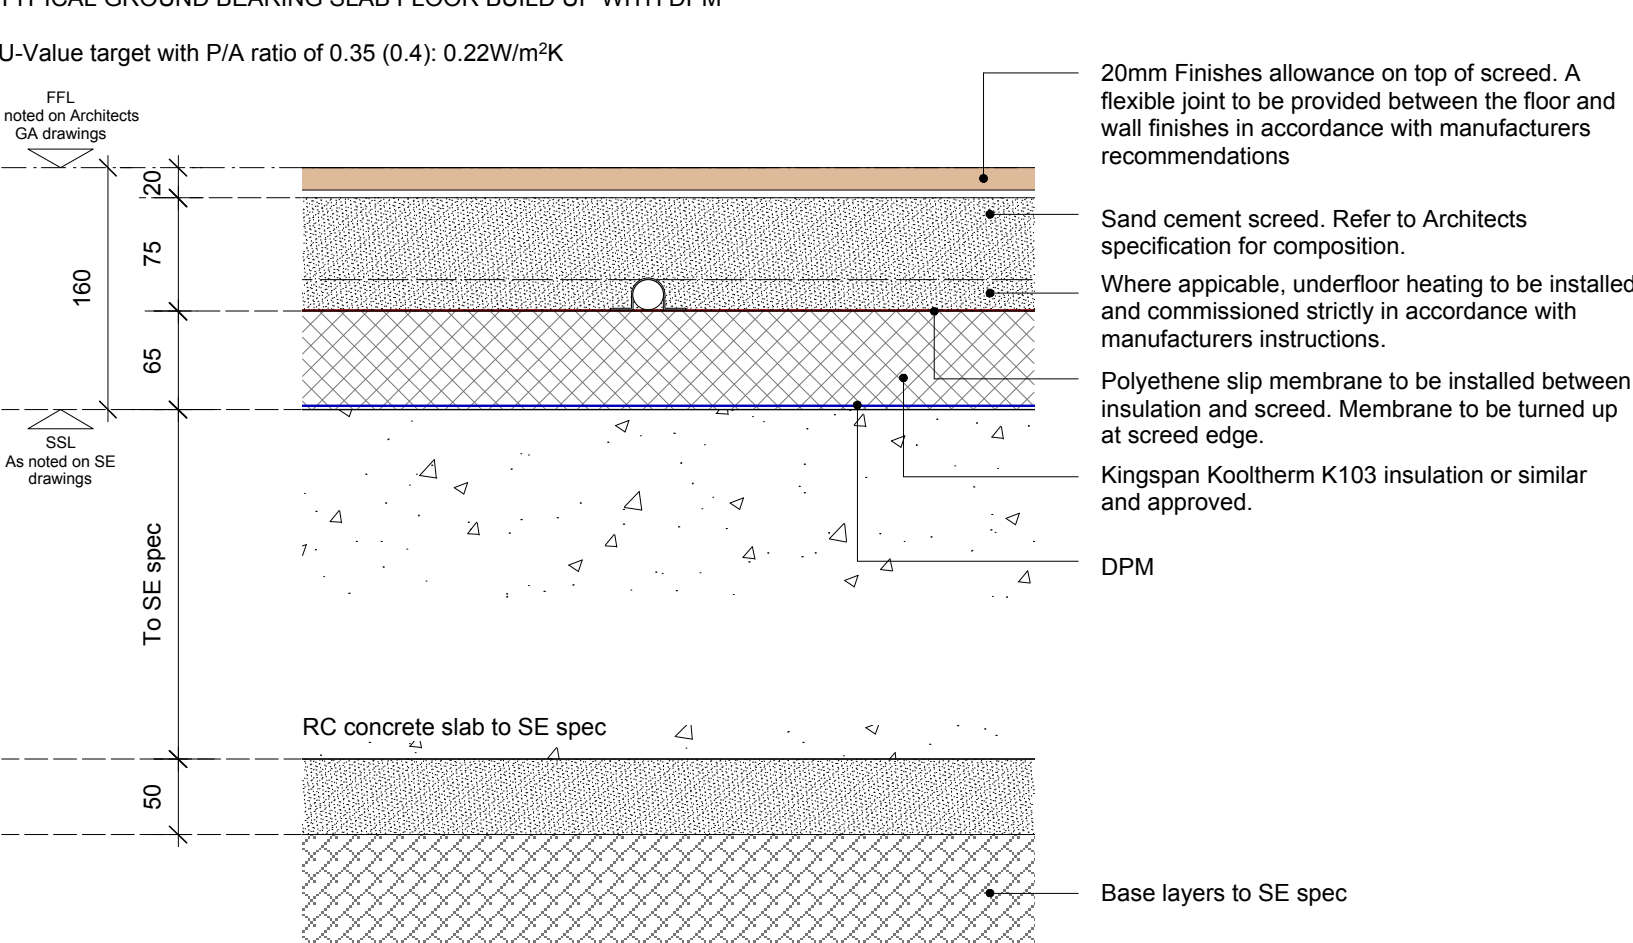 TYPICAL GROUND BEARING SLAB FLOOR BUILD UP WITH DPM
U-Value target with P/A ratio of 0.35 (0.4): 0.22W/m²K
FFL
noted on Architects
GA drawings
20
75
160
65
SSL
As noted on SE
drawings
To SE spec
50
RC concrete slab to SE spec
20mm Finishes allowance on top of screed. A
flexible joint to be provided between the floor and
wall finishes in accordance with manufacturers
recommendations
Sand cement screed. Refer to Architects
specification for composition.
Where appicable, underfloor heating to be installed
and commissioned strictly in accordance with
manufacturers instructions.
Polyethene slip membrane to be installed between
insulation and screed. Membrane to be turned up
at screed edge.
Kingspan Kooltherm K103 insulation or similar
and approved.
DPM
Base layers to SE spec